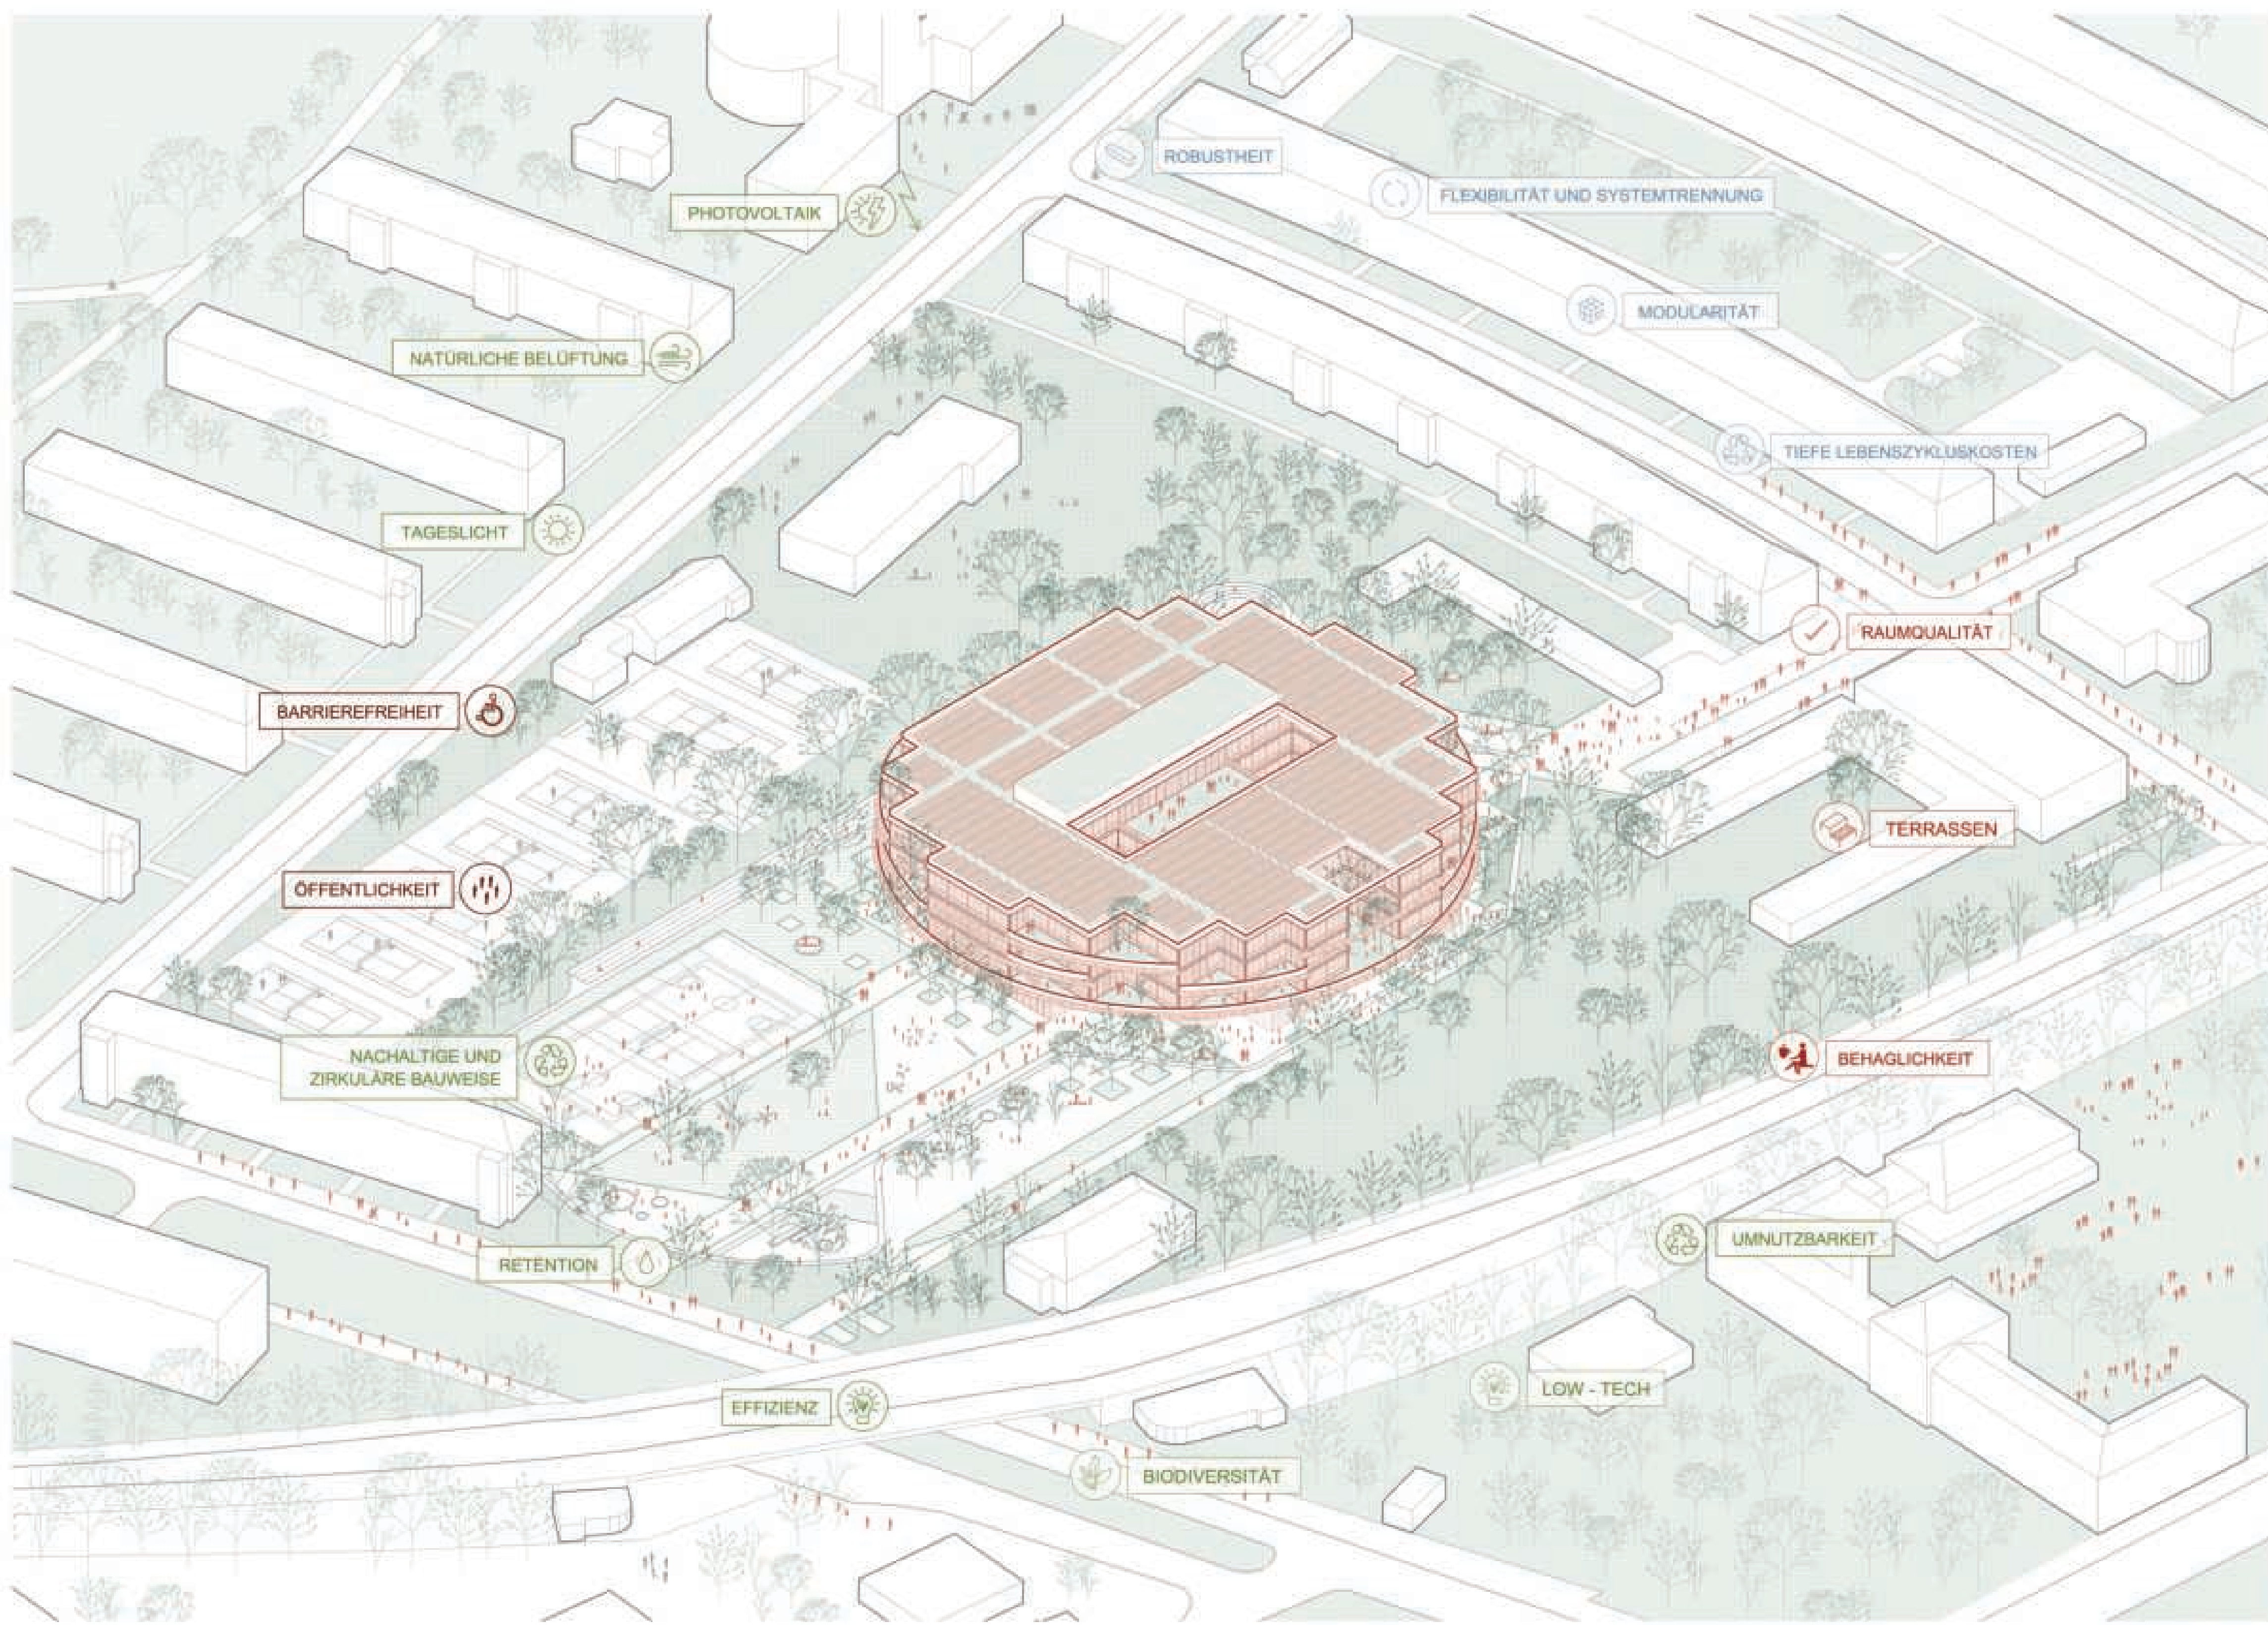 ROBUSTHEIT
FLEXIBILITÄT UND SYSTEMTRENNUNG
PHOTOVOLTAIK
MODULARITÄT
NATÜRLICHE BELÜFTUNG
TIEFE LEBENSZYKLUSKOSTEN
TAGESLICHT
RAUMQUALITÄT
BARRIEREFREIHEIT
TERRASSEN
ÖFFENTLICHKEIT
NACHALTIGE UND
ZIRKULÄRE BAUWEISE
BEHAGLICHKEIT
UMNUTZBARKEIT
RETENTION
LOW - TECH
EFFIZIENZ
BIODIVERSITÄT